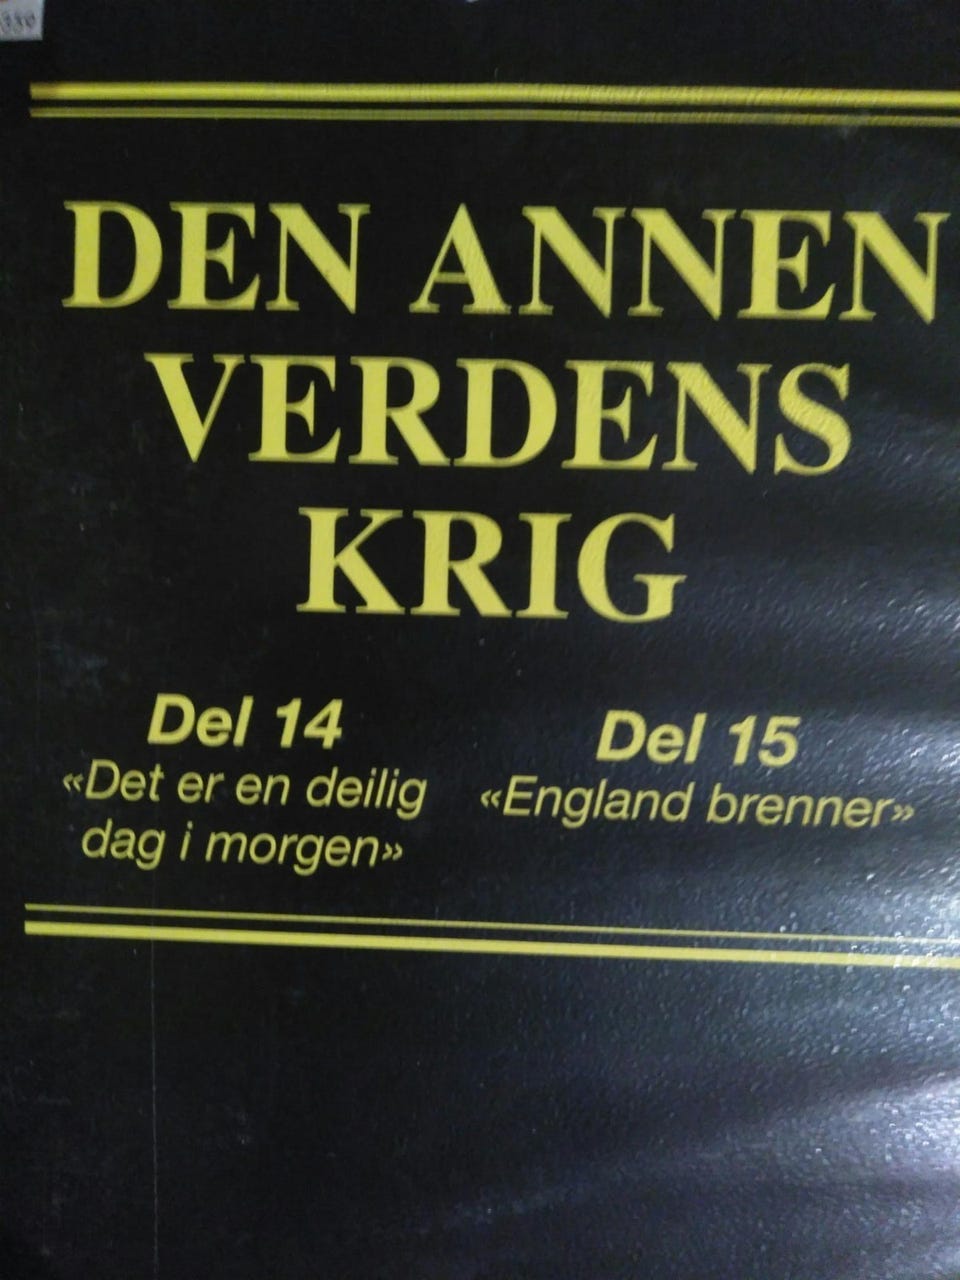 DEN ANNEN
VERDENS
KRIG
Del 14
«Det er en deilig
dag i morgen»
Del 15
«England brenner»